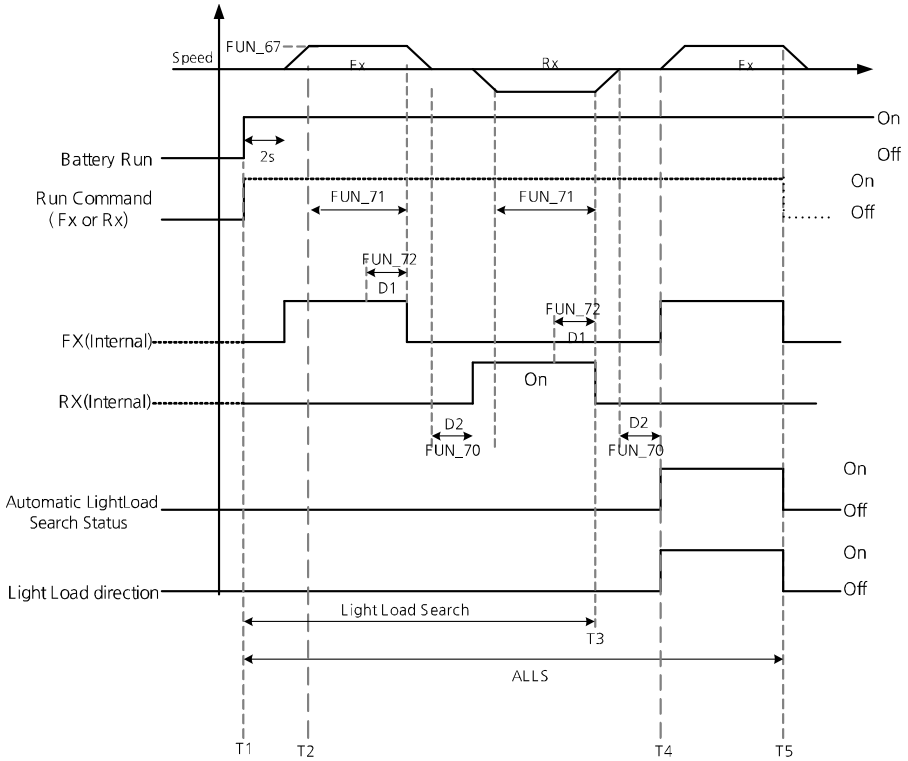 FUN_67
Speed
Fx
Rx
Fx
On
Battery Run
2s
Off
Run Command
( Fx or Rx)
On
FUN_71
FUN_71
Off
FUN_72
D1
FUN_72
D1
FX(Internal)
On
RX(Internal)
D2
FUN_70
D2
FUN_70
On
Automatic LightLoad
Search Status
Off
On
Light Load direction
Off
Light Load Search
T3
ALLS
T1
T2
T4
T5